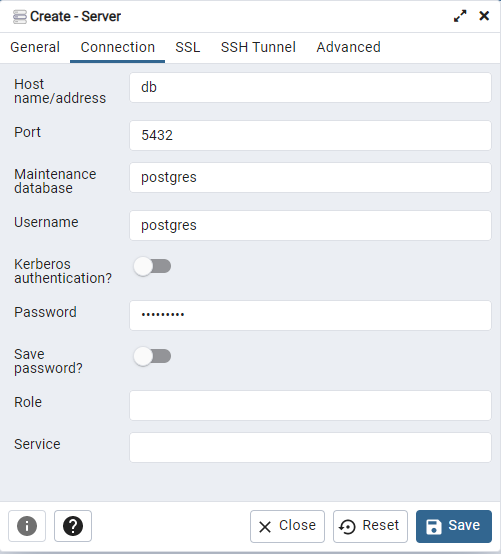 Create - Server
General Connection SSL SSH Tunnel Advanced
Host
name/address
db
Port
5432
Maintenance
database
postgres
Username
postgres
Kerberos
authentication?
Password
•••••••••
Save
password?
Role
Service
i
?
Close
Reset
Save